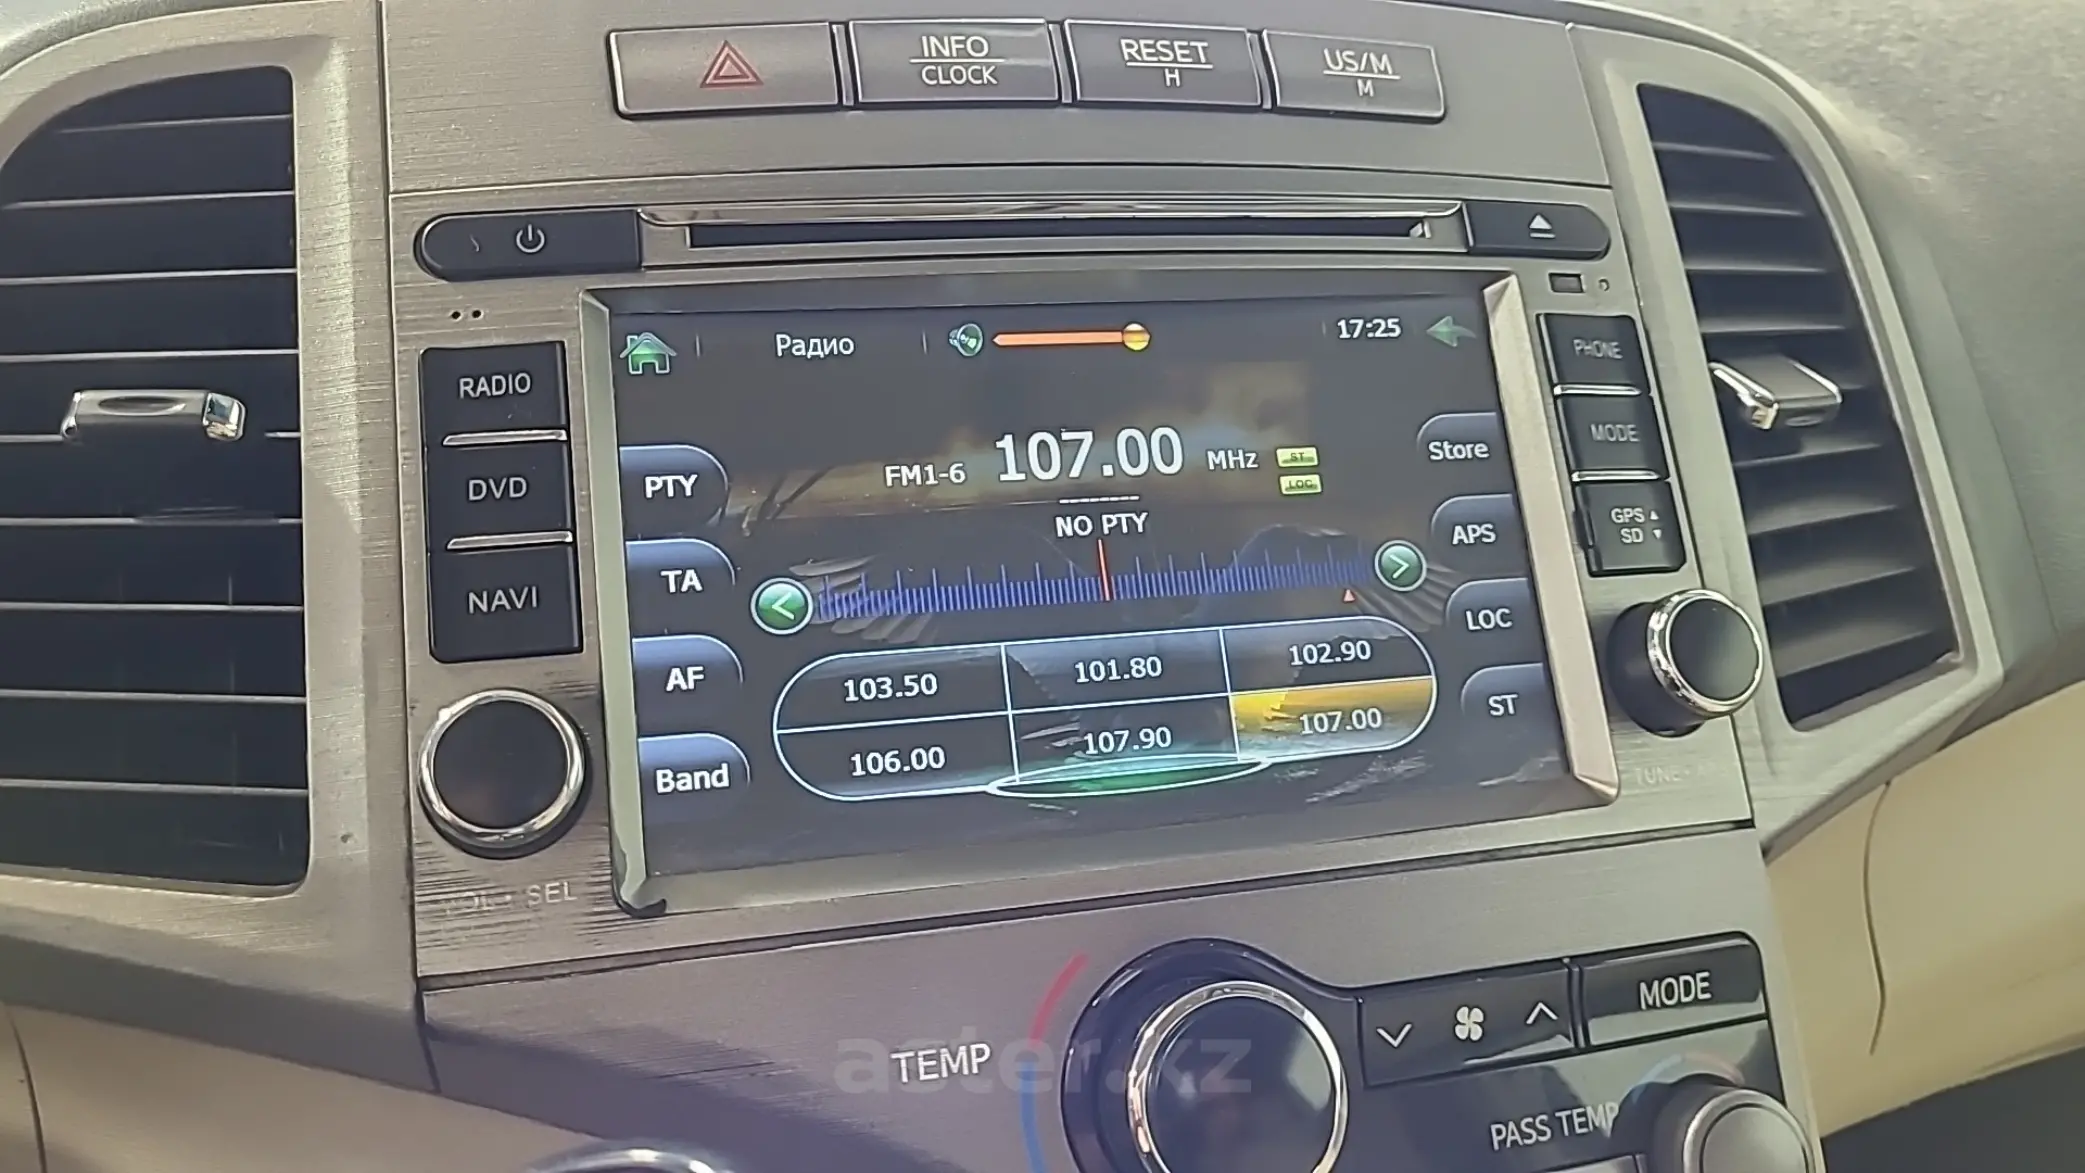 INFO
CLOCK
RESET
H
US/M
M
Радио
17:25
RADIO
DVD
NAVI
PHONE
MODE
GPS
SD
PTY
TA
AF
Band
FM1-6 107.00 MHz
ST
LOC
NO PTY
Store
APS
LOC
ST
103.50 101.80 102.90
106.00 107.90 107.00
VOL · SEL
TUNE
TEMP
MODE
PASS TEMP
aster.kz